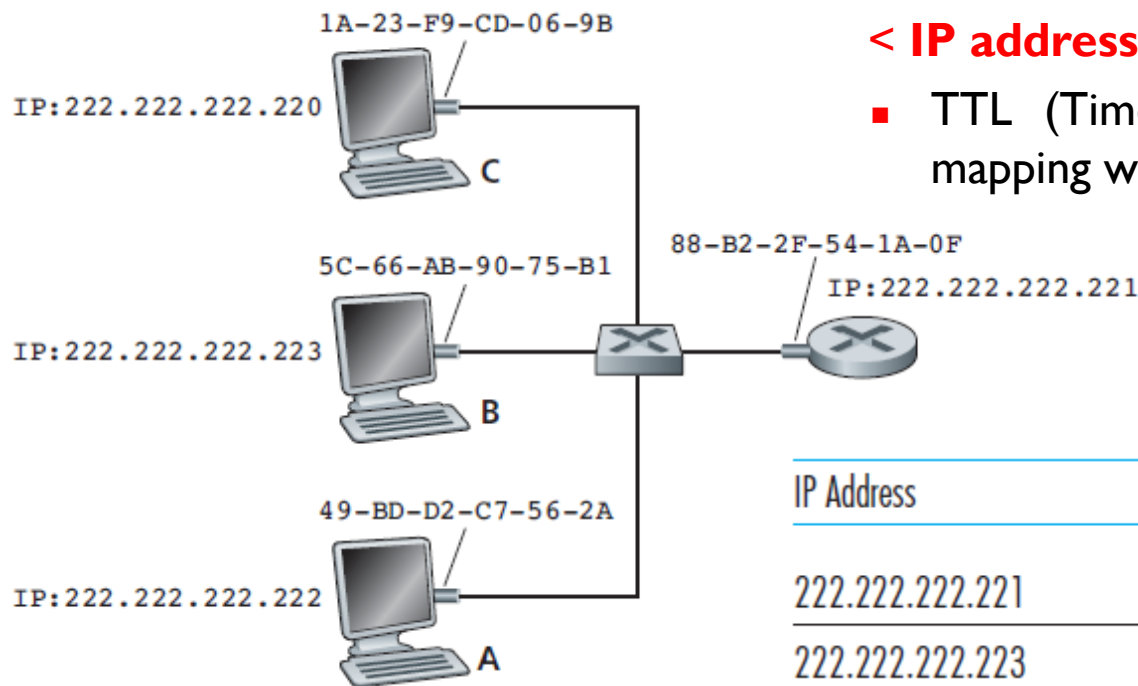 1A-23-F9-CD-06-9B
IP:222.222.222.220
C
5C-66-AB-90-75-B1
IP:222.222.222.223
B
49-BD-D2-C7-56-2A
IP:222.222.222.222
A
88-B2-2F-54-1A-0F
IP:222.222.222.221
< IP address
▪ TTL (Tim
mapping w
IP Address
222.222.222.221
222.222.222.223